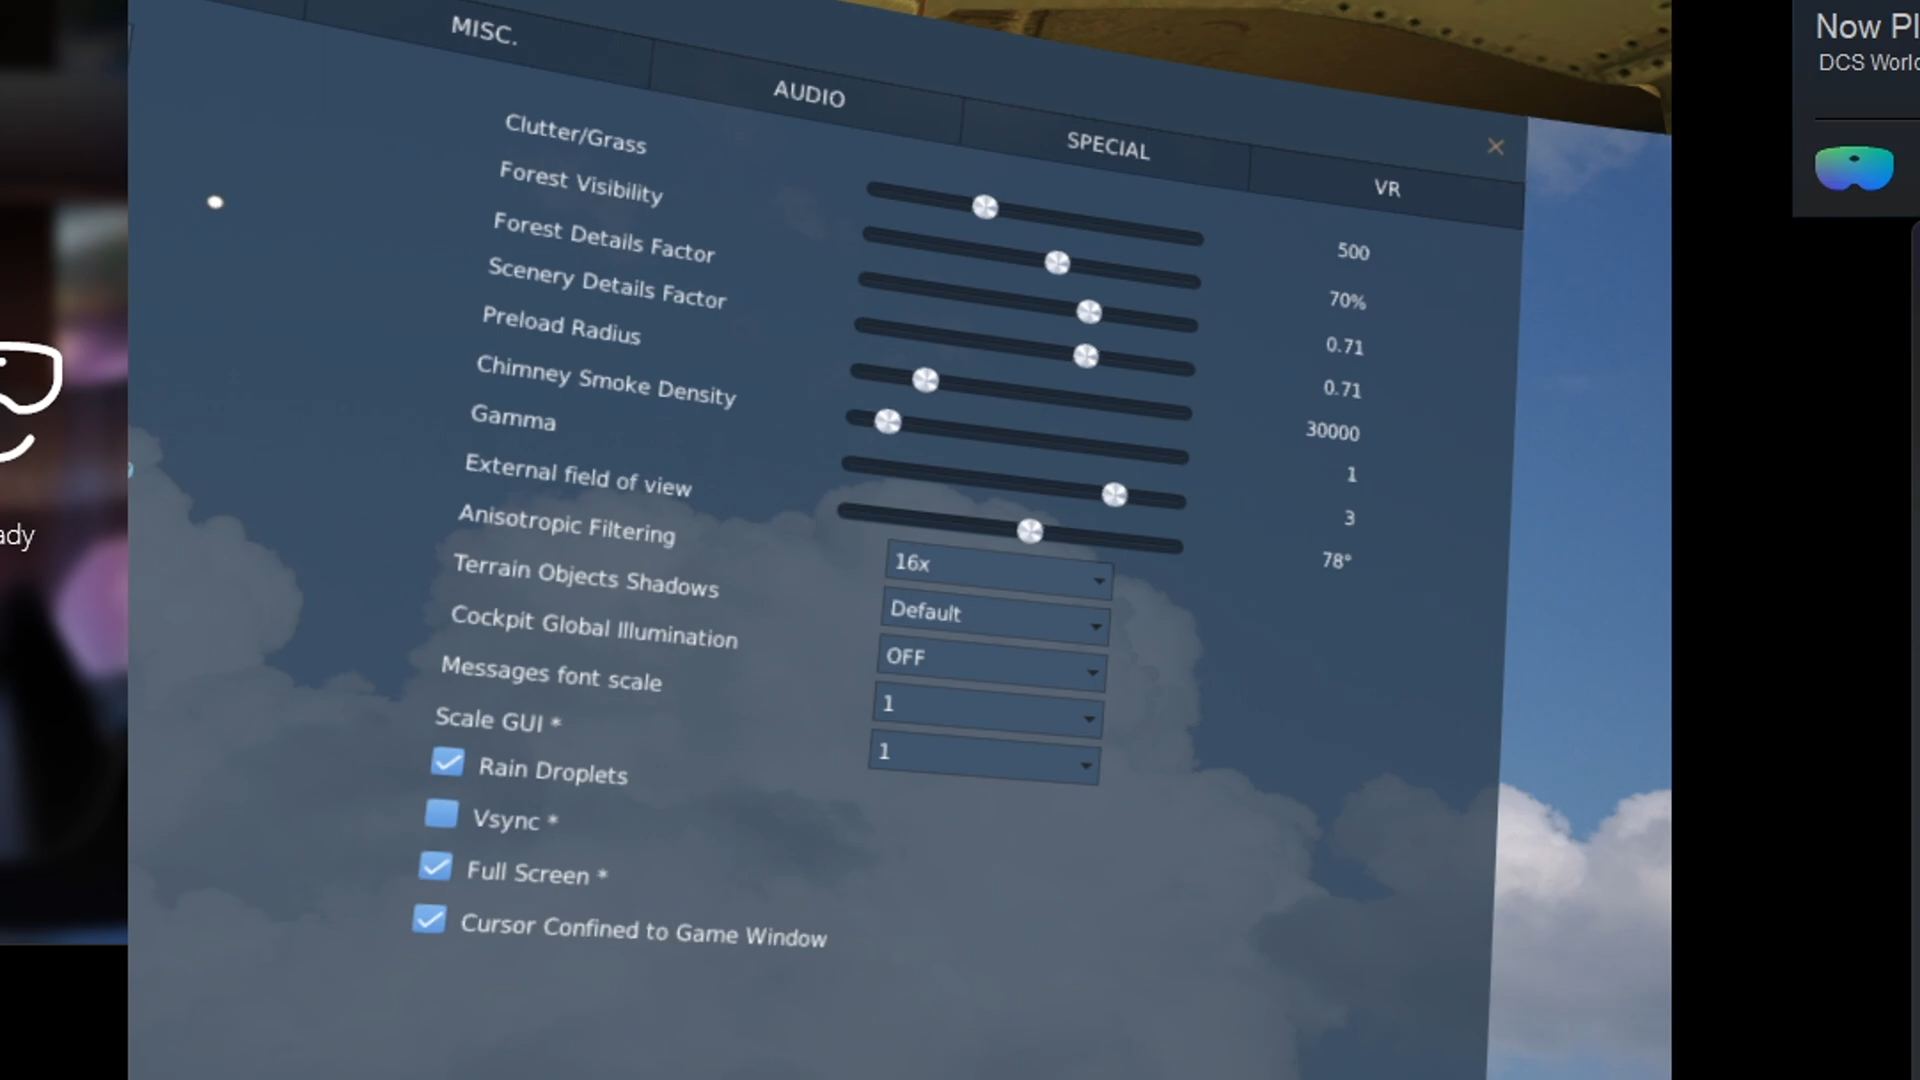 MISC.
AUDIO
SPECIAL
VR
Now Pl
DCS World
Clutter/Grass 500
Forest Visibility 70%
Forest Details Factor 0.71
Scenery Details Factor 0.71
Preload Radius 30000
Chimney Smoke Density 1
Gamma 3
External field of view 78°
Anisotropic Filtering 16x
Terrain Objects Shadows Default
Cockpit Global Illumination OFF
Messages font scale 1
Scale GUI * 1
Rain Droplets
Vsync *
Full Screen *
Cursor Confined to Game Window
ady